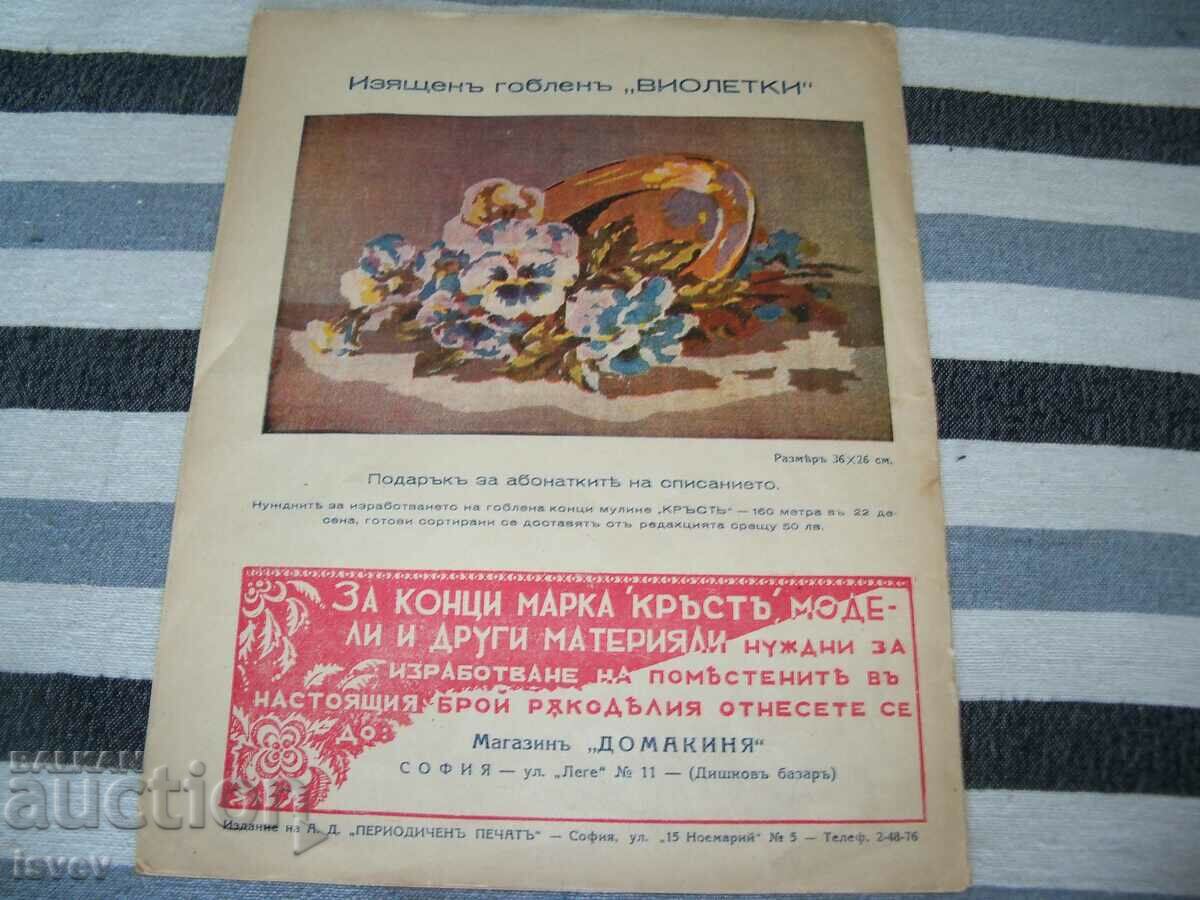 Изященъ гобленъ „ВИОЛЕТКИ"
Размѣръ 36×26 см.
Подаръкъ за абонаткитѣ на списанието.
Нуждните за изработването на гоблена конци мулине „КРЪСТЪ" — 160 метра въ 22 де-
сена, готови сортирани се доставятъ отъ редакцията срещу 50 лв.
ЗА КОНЦИ МАРКА 'КРЪСТЪ', МОДЕ-
ЛИ И ДРУГИ МАТЕРИЯЛИ НУЖДНИ ЗА
ИЗРАБОТВАНЕ НА ПОМѢСТЕНИТѢ ВЪ
НАСТОЯЩИЯ БРОЙ РѪКОДѢЛИЯ ОТНЕСЕТЕ СЕ
ДО:
Магазинъ „ДОМАКИНЯ"
СОФИЯ — ул. „Леге" № 11 — (Дишковъ базаръ)
Издание на А. Д. „ПЕРИОДИЧЕНЪ ПЕЧАТЪ" — София, ул. „15 Ноемврий" № 5 — Телеф. 2-48-76
BALKAN
auction
isvev